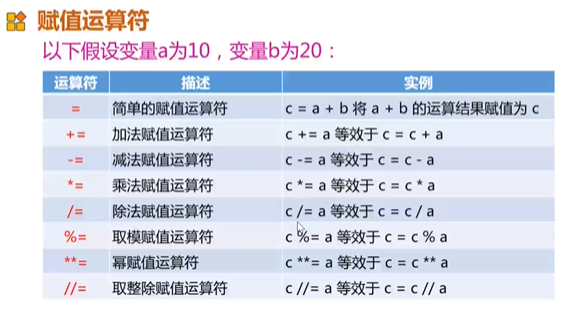 赋值运算符
以下假设变量a为10，变量b为20：
运算符 描述 实例
= 简单的赋值运算符 c = a + b 将 a + b 的运算结果赋值为 c
+= 加法赋值运算符 c += a 等效于 c = c + a
-= 减法赋值运算符 c -= a 等效于 c = c - a
*= 乘法赋值运算符 c *= a 等效于 c = c * a
/= 除法赋值运算符 c /= a 等效于 c = c / a
%= 取模赋值运算符 c %= a 等效于 c = c % a
**= 幂赋值运算符 c **= a 等效于 c = c ** a
//= 取整除赋值运算符 c //= a 等效于 c = c // a